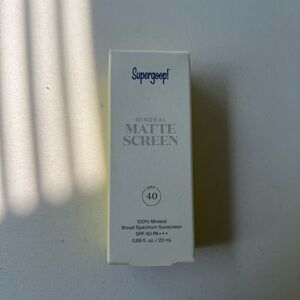 Supergoop!
MINERAL
MATTE
SCREEN
SPF
40
100% Mineral
Broad Spectrum Sunscreen
SPF 40 PA+++
0.68 fl. oz. / 20 mL